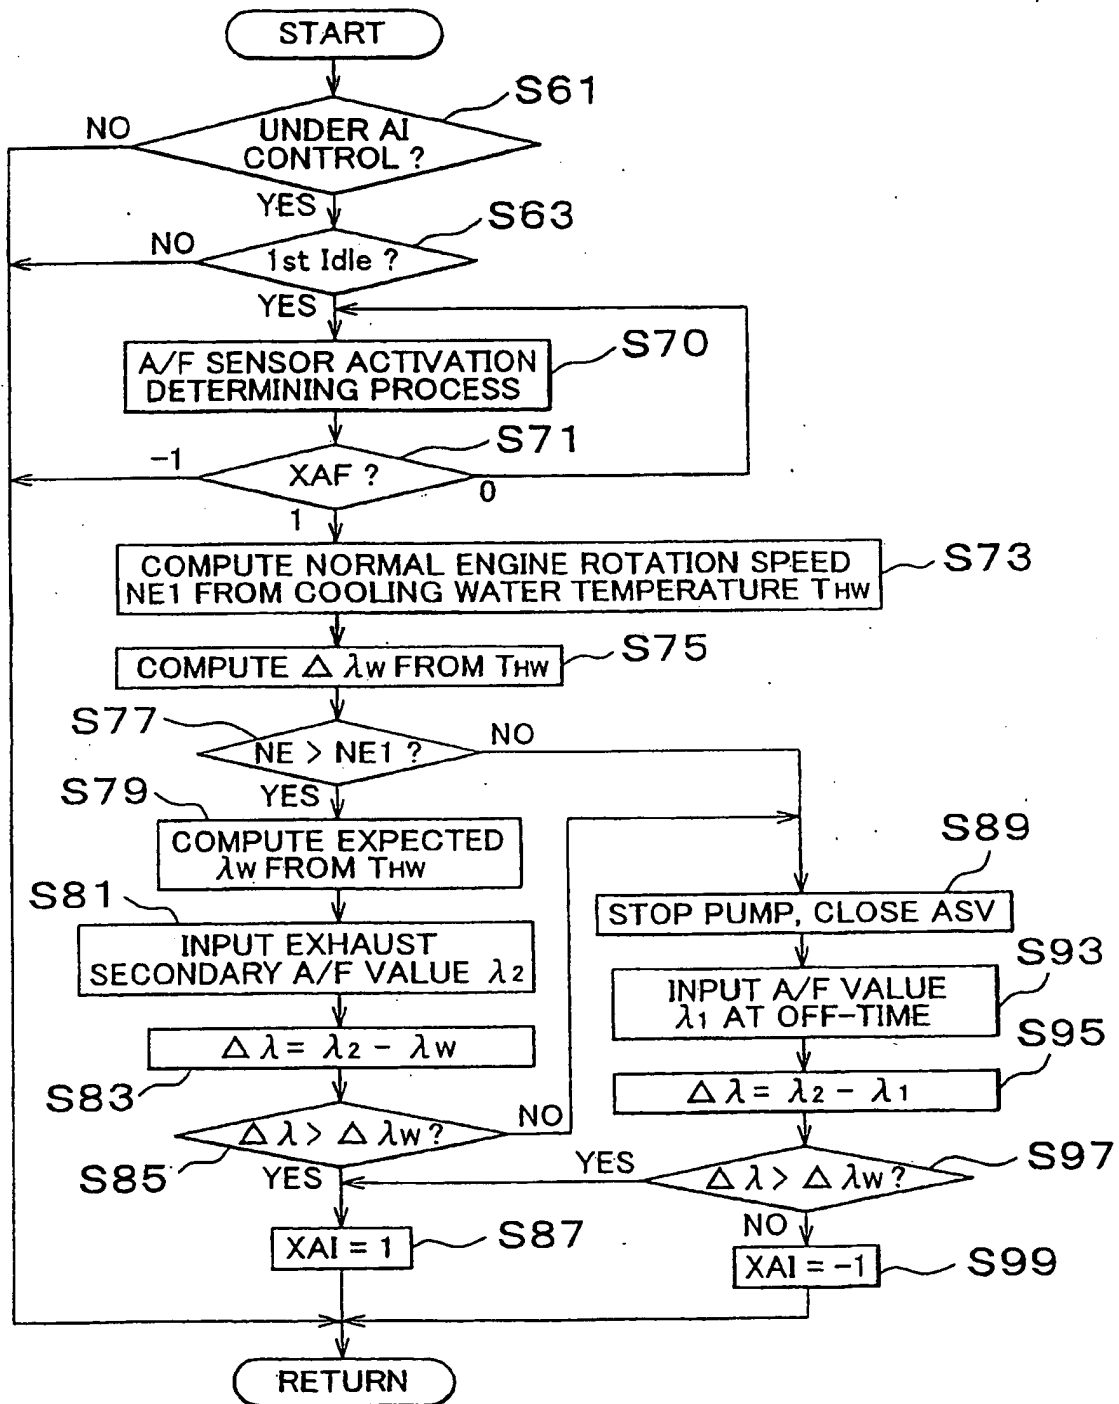 START
S61
NO
UNDER AI
CONTROL ?
YES
S63
NO
1st Idle ?
YES
S70
A/F SENSOR ACTIVATION
DETERMINING PROCESS
S71
-1
XAF ?
0
1
S73
COMPUTE NORMAL ENGINE ROTATION SPEED
NE1 FROM COOLING WATER TEMPERATURE THW
S75
COMPUTE Δ λW FROM THW
S77
NO
NE > NE1 ?
YES
S79
COMPUTE EXPECTED
λW FROM THW
S81
INPUT EXHAUST
SECONDARY A/F VALUE λ2
Δ λ = λ2 - λW
S83
NO
Δ λ > Δ λW ?
S85
YES
XAI = 1
S87
S89
STOP PUMP, CLOSE ASV
S93
INPUT A/F VALUE
λ1 AT OFF-TIME
S95
Δ λ = λ2 - λ1
S97
YES
Δ λ > Δ λW ?
NO
XAI = -1
S99
RETURN